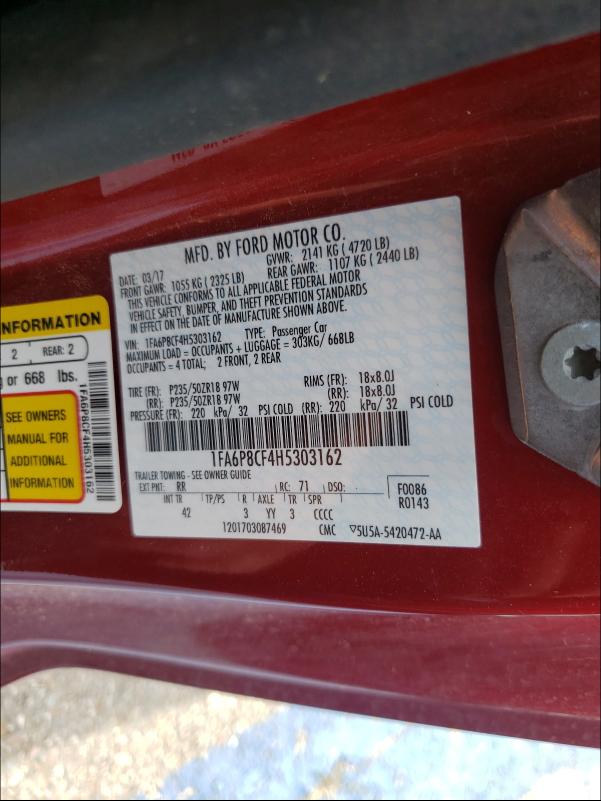 MFD. BY FORD MOTOR CO.
DATE: 03/17 GVWR: 2141 KG ( 4720 LB)
FRONT GAWR: 1055 KG ( 2325 LB) REAR GAWR: 1107 KG ( 2440 LB)
THIS VEHICLE CONFORMS TO ALL APPLICABLE FEDERAL MOTOR
VEHICLE SAFETY, BUMPER, AND THEFT PREVENTION STANDARDS
IN EFFECT ON THE DATE OF MANUFACTURE SHOWN ABOVE.
VIN: 1FA6P8CF4H5303162 TYPE: Passenger Car
MAXIMUM LOAD = OCCUPANTS + LUGGAGE = 303KG/ 668LB
OCCUPANTS = 4 TOTAL; 2 FRONT, 2 REAR
TIRE (FR): P235/50ZR18 97W RIMS (FR): 18x8.0J
(RR): P235/50ZR18 97W (RR): 18x8.0J
PRESSURE (FR): 220 kPa/ 32 PSI COLD (RR): 220 kPa/ 32 PSI COLD
1FA6P8CF4H5303162
TRAILER TOWING - SEE OWNER GUIDE
EXT PNT: RR RC: 71 DSO: F0086
INT TR TP/PS R AXLE TR SPR R0143
42 3 YY 3 CCCC
1201703087469 CMC 5U5A-5420472-AA
NFORMATION
2 REAR: 2
g or 668 lbs.
SEE OWNERS
MANUAL FOR
ADDITIONAL
INFORMATION
1FA6P8CF4H5303162